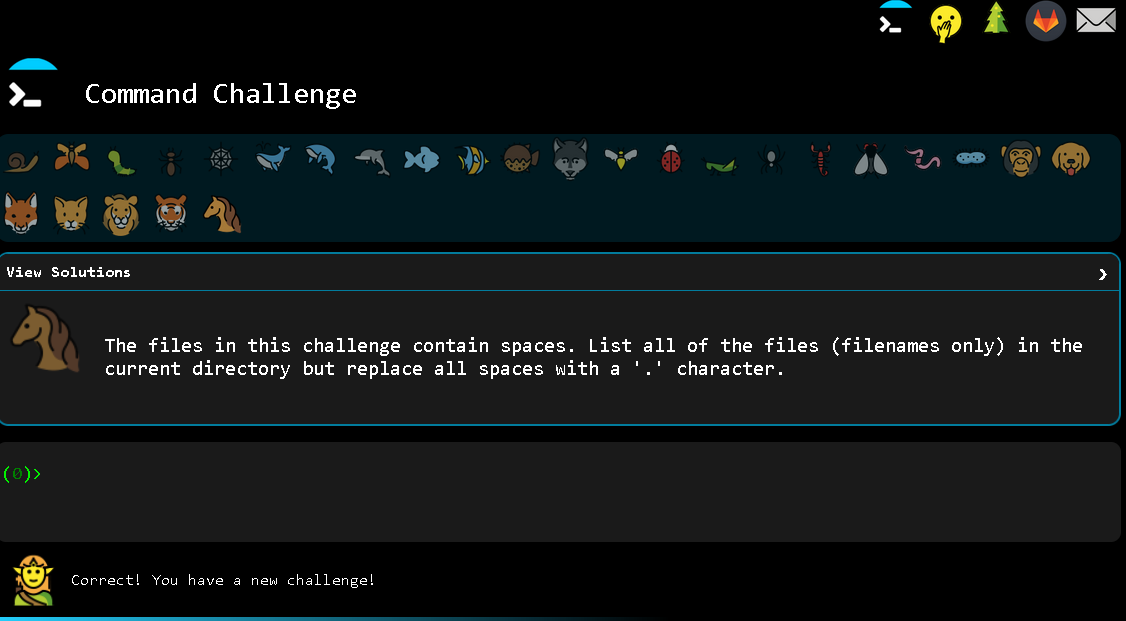 Command Challenge
View Solutions
The files in this challenge contain spaces. List all of the files (filenames only) in the
current directory but replace all spaces with a '.' character.
(0)>
Correct! You have a new challenge!